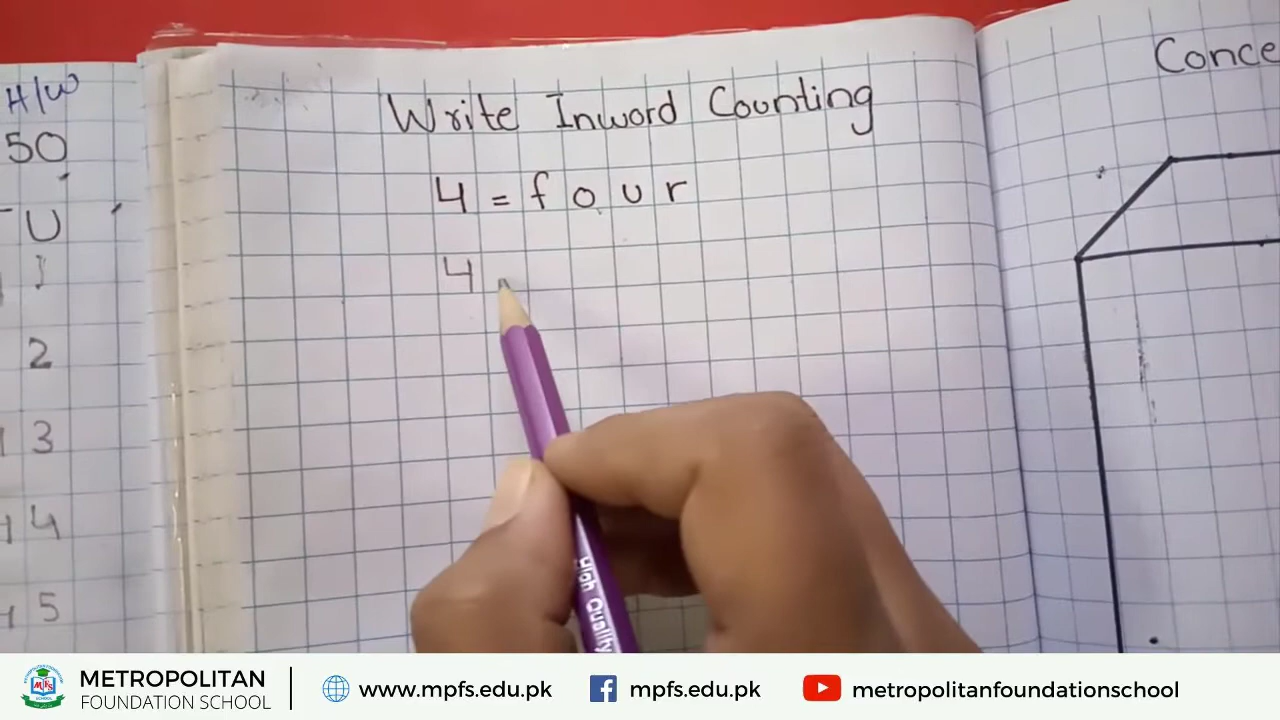 H/W
50
U
1
2
3
4
5
Write Inword Counting
4 = four
4
Conce
High Quality
METROPOLITAN
FOUNDATION SCHOOL
www.mpfs.edu.pk
mpfs.edu.pk
metropolitanfoundationschool